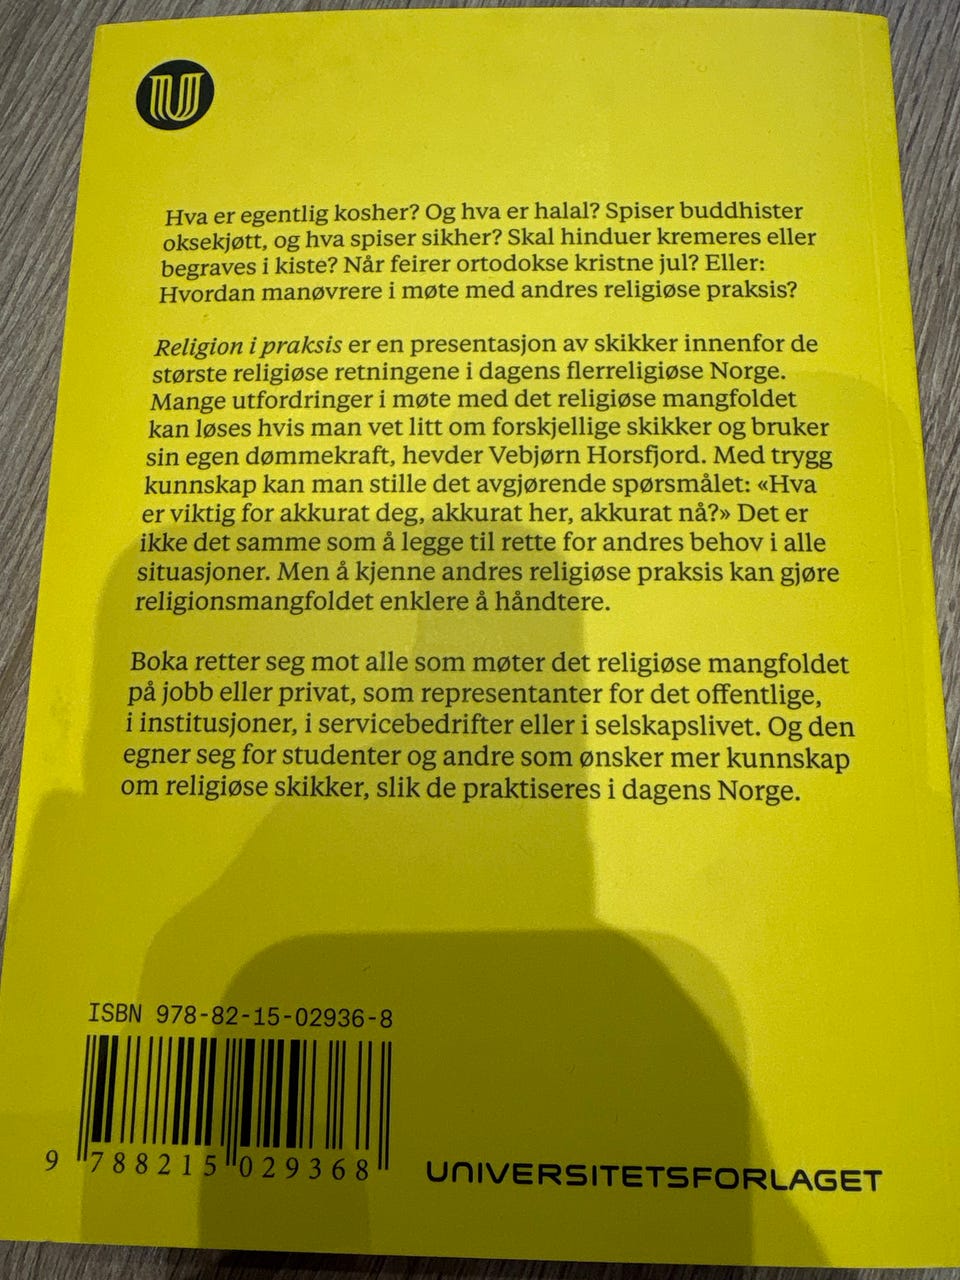 Hva er egentlig kosher? Og hva er halal? Spiser buddhister
oksekjøtt, og hva spiser sikher? Skal hinduer kremeres eller
begraves i kiste? Når feirer ortodokse kristne jul? Eller:
Hvordan manøvrere i møte med andres religiøse praksis?
Religion i praksis er en presentasjon av skikker innenfor de
største religiøse retningene i dagens flerreligiøse Norge.
Mange utfordringer i møte med det religiøse mangfoldet
kan løses hvis man vet litt om forskjellige skikker og bruker
sin egen dømmekraft, hevder Vebjørn Horsfjord. Med trygg
kunnskap kan man stille det avgjørende spørsmålet: «Hva
er viktig for akkurat deg, akkurat her, akkurat nå?» Det er
ikke det samme som å legge til rette for andres behov i alle
situasjoner. Men å kjenne andres religiøse praksis kan gjøre
religionsmangfoldet enklere å håndtere.
Boka retter seg mot alle som møter det religiøse mangfoldet
på jobb eller privat, som representanter for det offentlige,
i institusjoner, i servicebedrifter eller i selskapslivet. Og den
egner seg for studenter og andre som ønsker mer kunnskap
om religiøse skikker, slik de praktiseres i dagens Norge.
ISBN 978-82-15-02936-8
9 788215 029368
UNIVERSITETSFORLAGET